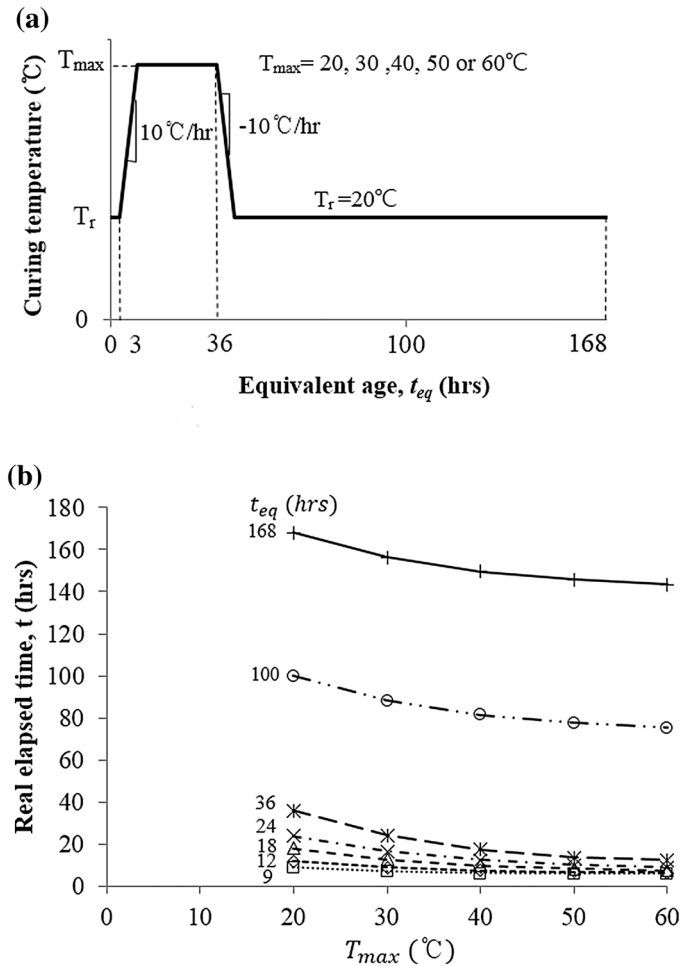 (a)
Curing temperature (℃)
Tmax
Tmax= 20, 30 ,40, 50 or 60℃
10℃/hr
-10℃/hr
Tr
Tr =20℃
0
0 3 36 100 168
Equivalent age, teq (hrs)
(b)
Real elapsed time, t (hrs)
180
160
140
120
100
80
60
40
20
0
teq (hrs)
168
100
36
24
18
12
9
0 10 20 30 40 50 60
Tmax (℃)